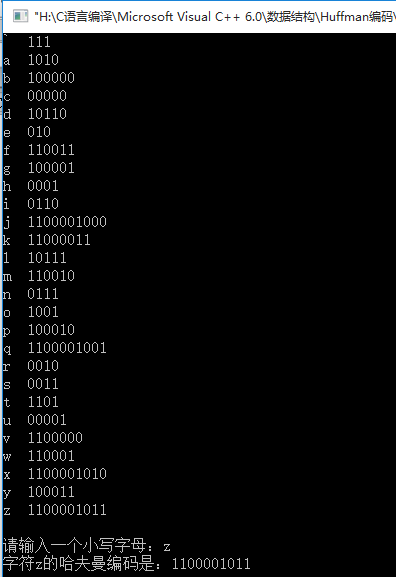 "H:\C语言编译\Microsoft Visual C++ 6.0\数据结构\Huffman编码\
` 111
a 1010
b 100000
c 00000
d 10110
e 010
f 110011
g 100001
h 0001
i 0110
j 1100001000
k 11000011
l 10111
m 110010
n 0111
o 1001
p 100010
q 1100001001
r 0010
s 0011
t 1101
u 00001
v 1100000
w 110001
x 1100001010
y 100011
z 1100001011
请输入一个小写字母：z
字符z的哈夫曼编码是：1100001011